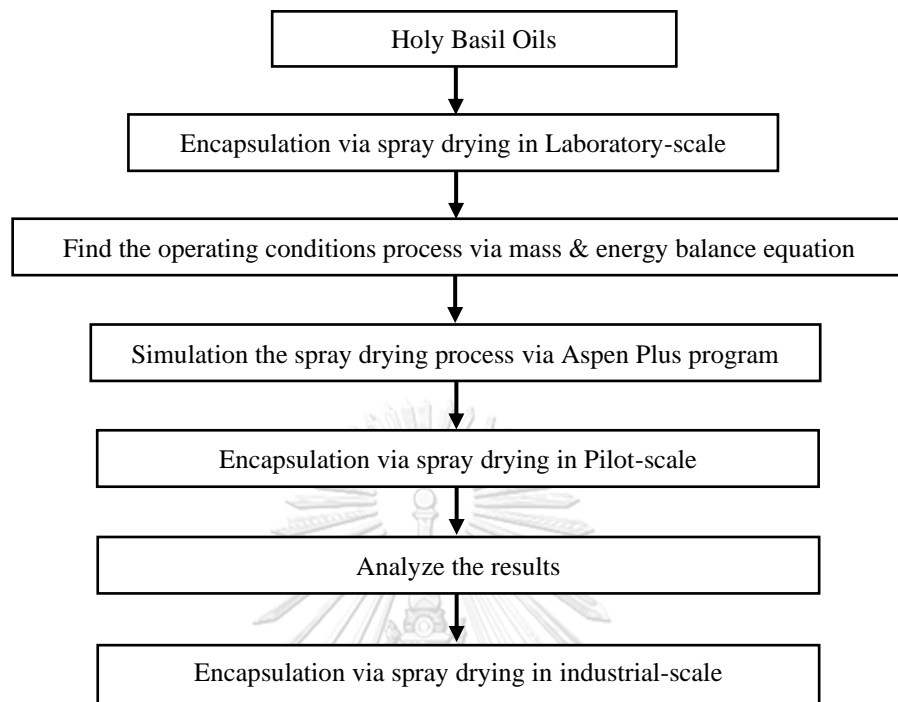 Holy Basil Oils
Encapsulation via spray drying in Laboratory-scale
Find the operating conditions process via mass & energy balance equation
Simulation the spray drying process via Aspen Plus program
Encapsulation via spray drying in Pilot-scale
Analyze the results
Encapsulation via spray drying in industrial-scale